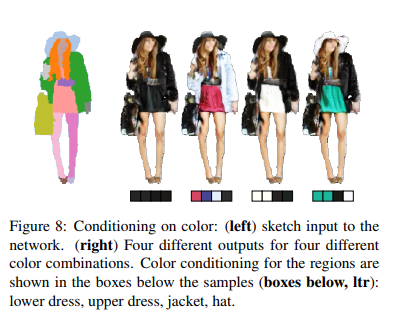 Figure 8: Conditioning on color: (left) sketch input to the
network. (right) Four different outputs for four different
color combinations. Color conditioning for the regions are
shown in the boxes below the samples (boxes below, ltr):
lower dress, upper dress, jacket, hat.